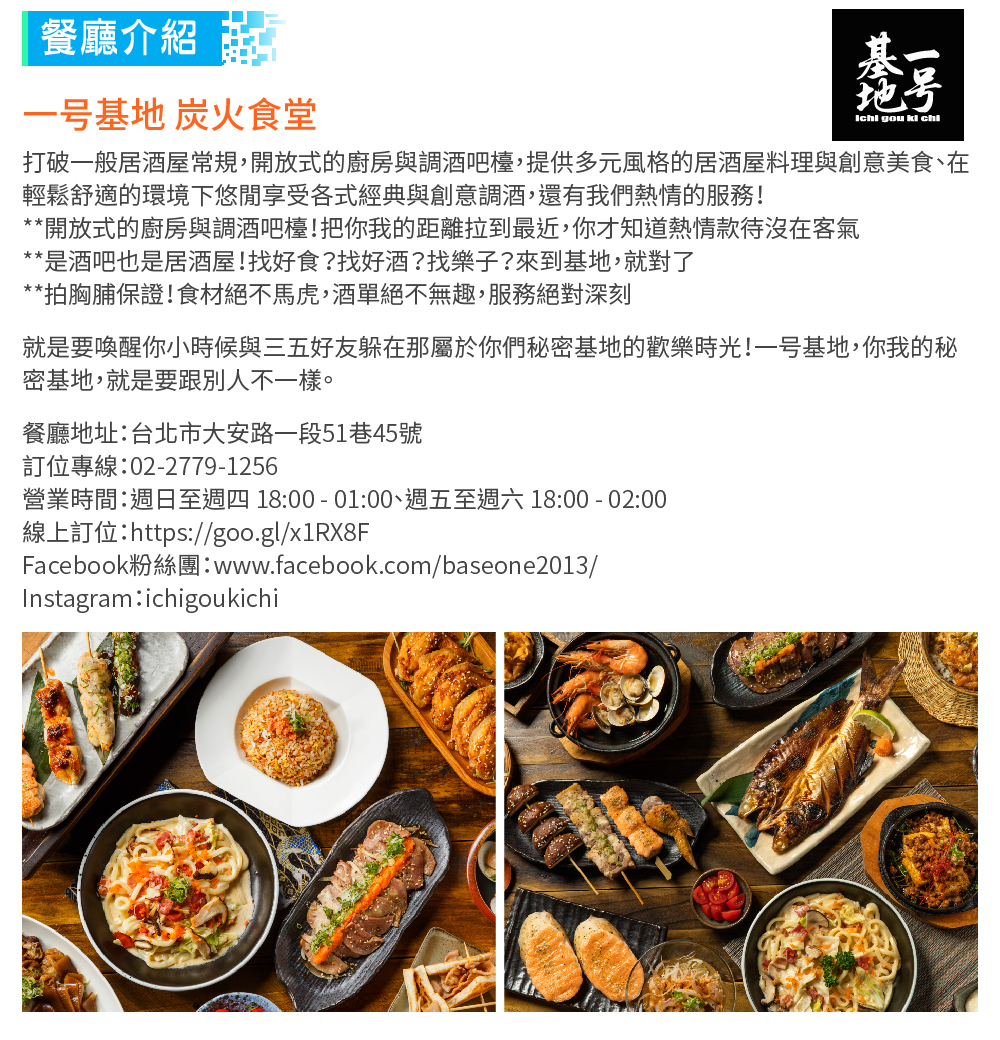 餐廳介紹
一号基地
ichi gou ki chi
一号基地 炭火食堂
打破一般居酒屋常規，開放式的廚房與調酒吧檯，提供多元風格的居酒屋料理與創意美食、在
輕鬆舒適的環境下悠閒享受各式經典與創意調酒，還有我們熱情的服務！
**開放式的廚房與調酒吧檯！把你我的距離拉到最近，你才知道熱情款待沒在客氣
**是酒吧也是居酒屋！找好食？找好酒？找樂子？來到基地，就對了
**拍胸脯保證！食材絕不馬虎，酒單絕不無趣，服務絕對深刻
就是要喚醒你小時候與三五好友躲在那屬於你們秘密基地的歡樂時光！一号基地，你我的秘
密基地，就是要跟別人不一樣。
餐廳地址：台北市大安路一段51巷45號
訂位專線：02-2779-1256
營業時間：週日至週四 18:00 - 01:00、週五至週六 18:00 - 02:00
線上訂位：https://goo.gl/x1RX8F
Facebook粉絲團：www.facebook.com/baseone2013/
Instagram：ichigoukichi